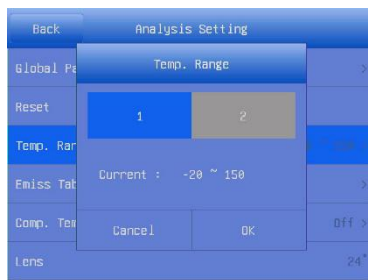 Back Analysis Setting
Temp. Range
Global Pa
Reset
1 2
Temp. Ran
Current : -20 ~ 150
Emiss Tab
Comp. Tem Off >
Cancel OK
Lens 24°